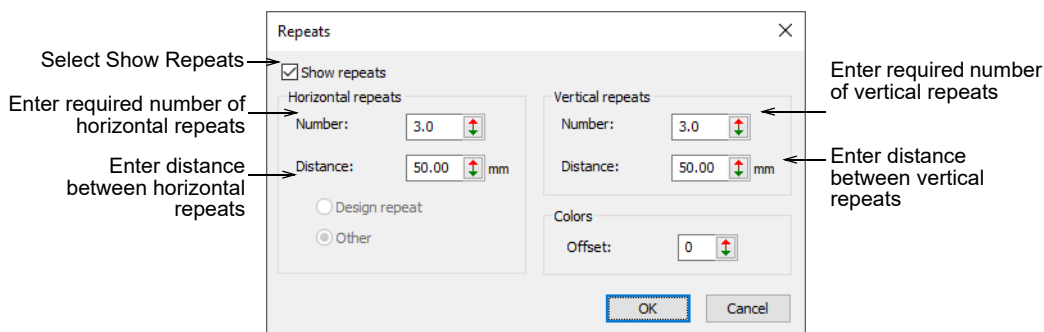 Repeats
Select Show Repeats
Show repeats
Enter required number of
horizontal repeats
Horizontal repeats
Number:
3.0
Enter distance
between horizontal
repeats
Distance:
50.00
mm
Design repeat
Other
Vertical repeats
Number:
3.0
Enter required number
of vertical repeats
Distance:
50.00
mm
Enter distance
between vertical
repeats
Colors
Offset:
0
OK
Cancel